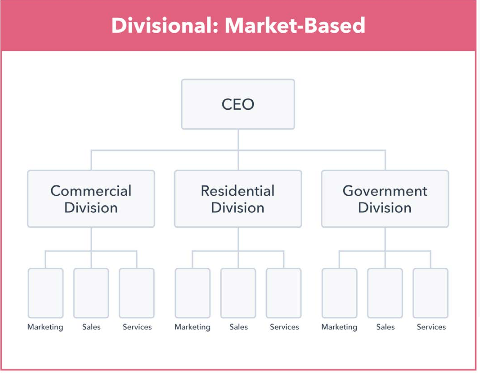 Divisional: Market-Based
CEO
Commercial
Division
Residential
Division
Government
Division
Marketing Sales Services Marketing Sales Services Marketing Sales Services